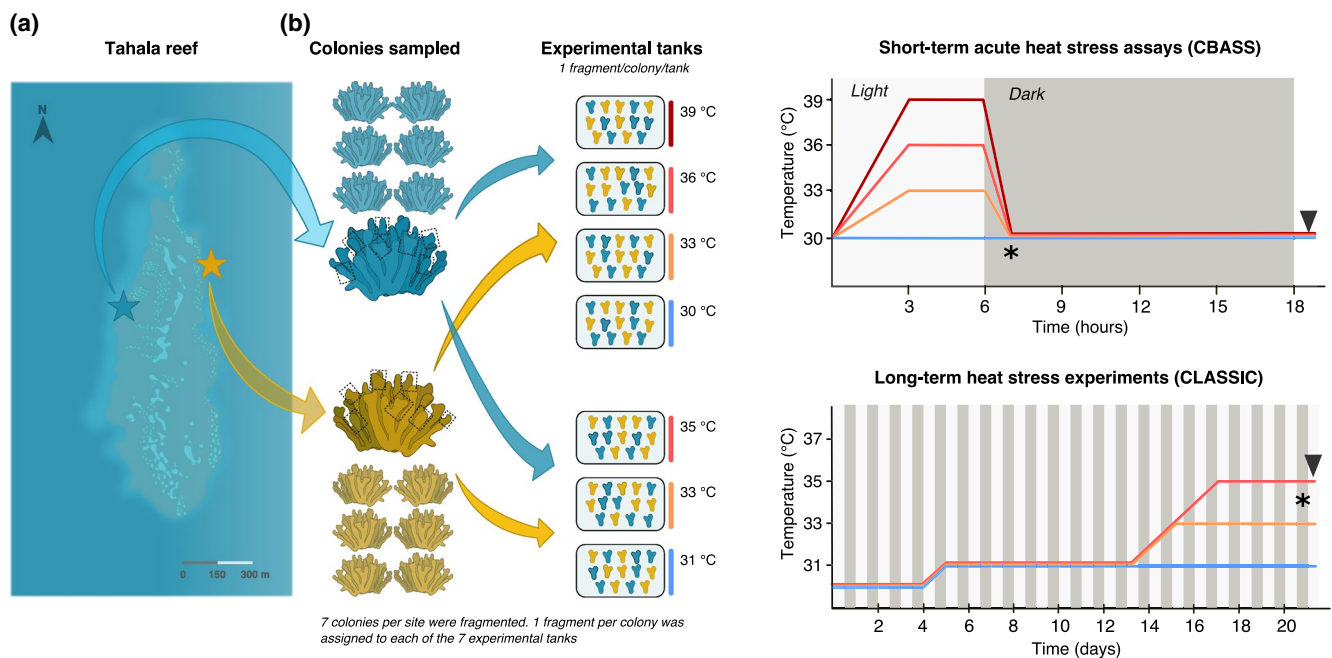 (a)
Tahala reef
N
0 150 300 m
(b)
Colonies sampled
Experimental tanks
1 fragment/colony/tank
39 °C
36 °C
33 °C
30 °C
35 °C
33 °C
31 °C
7 colonies per site were fragmented. 1 fragment per colony was
assigned to each of the 7 experimental tanks
Short-term acute heat stress assays (CBASS)
Light
Dark
Temperature (°C)
39
36
33
30
*
3 6 9 12 15 18
Time (hours)
Long-term heat stress experiments (CLASSIC)
Temperature (°C)
37
35
33
31
*
2 4 6 8 10 12 14 16 18 20
Time (days)